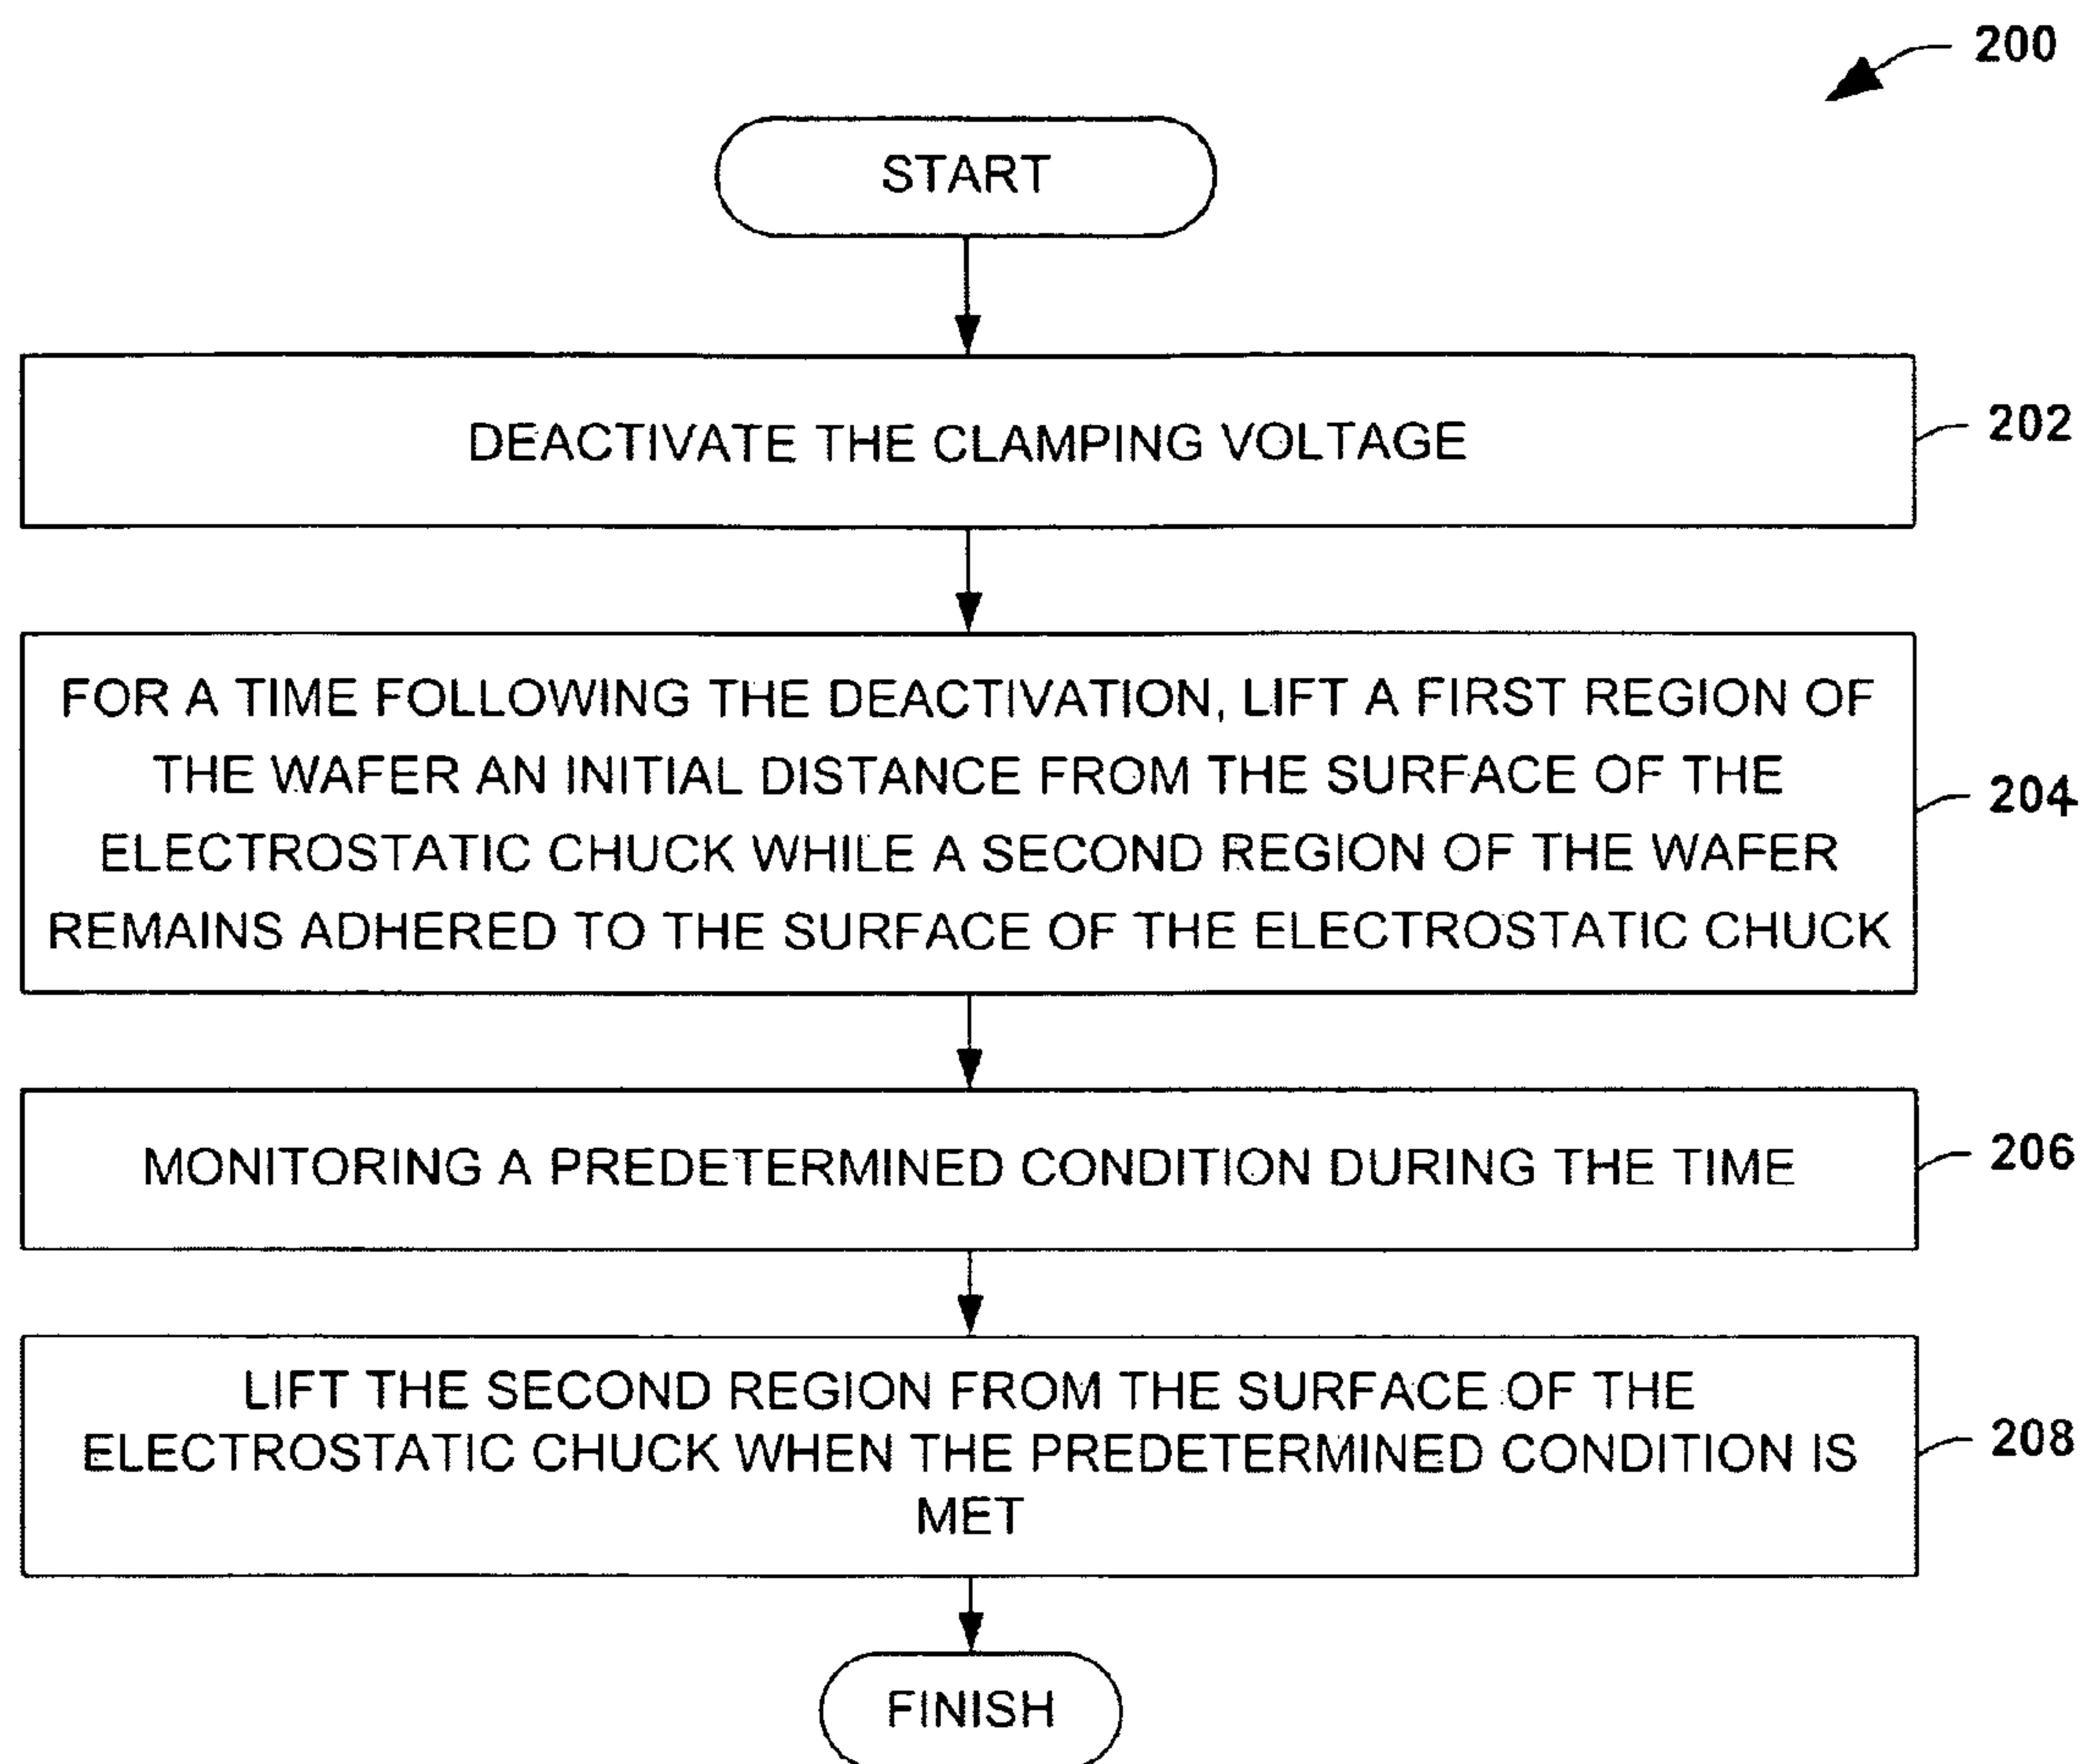 200
START
DEACTIVATE THE CLAMPING VOLTAGE
202
FOR A TIME FOLLOWING THE DEACTIVATION, LIFT A FIRST REGION OF
THE WAFER AN INITIAL DISTANCE FROM THE SURFACE OF THE
ELECTROSTATIC CHUCK WHILE A SECOND REGION OF THE WAFER
REMAINS ADHERED TO THE SURFACE OF THE ELECTROSTATIC CHUCK
204
MONITORING A PREDETERMINED CONDITION DURING THE TIME
206
LIFT THE SECOND REGION FROM THE SURFACE OF THE
ELECTROSTATIC CHUCK WHEN THE PREDETERMINED CONDITION IS
MET
208
FINISH